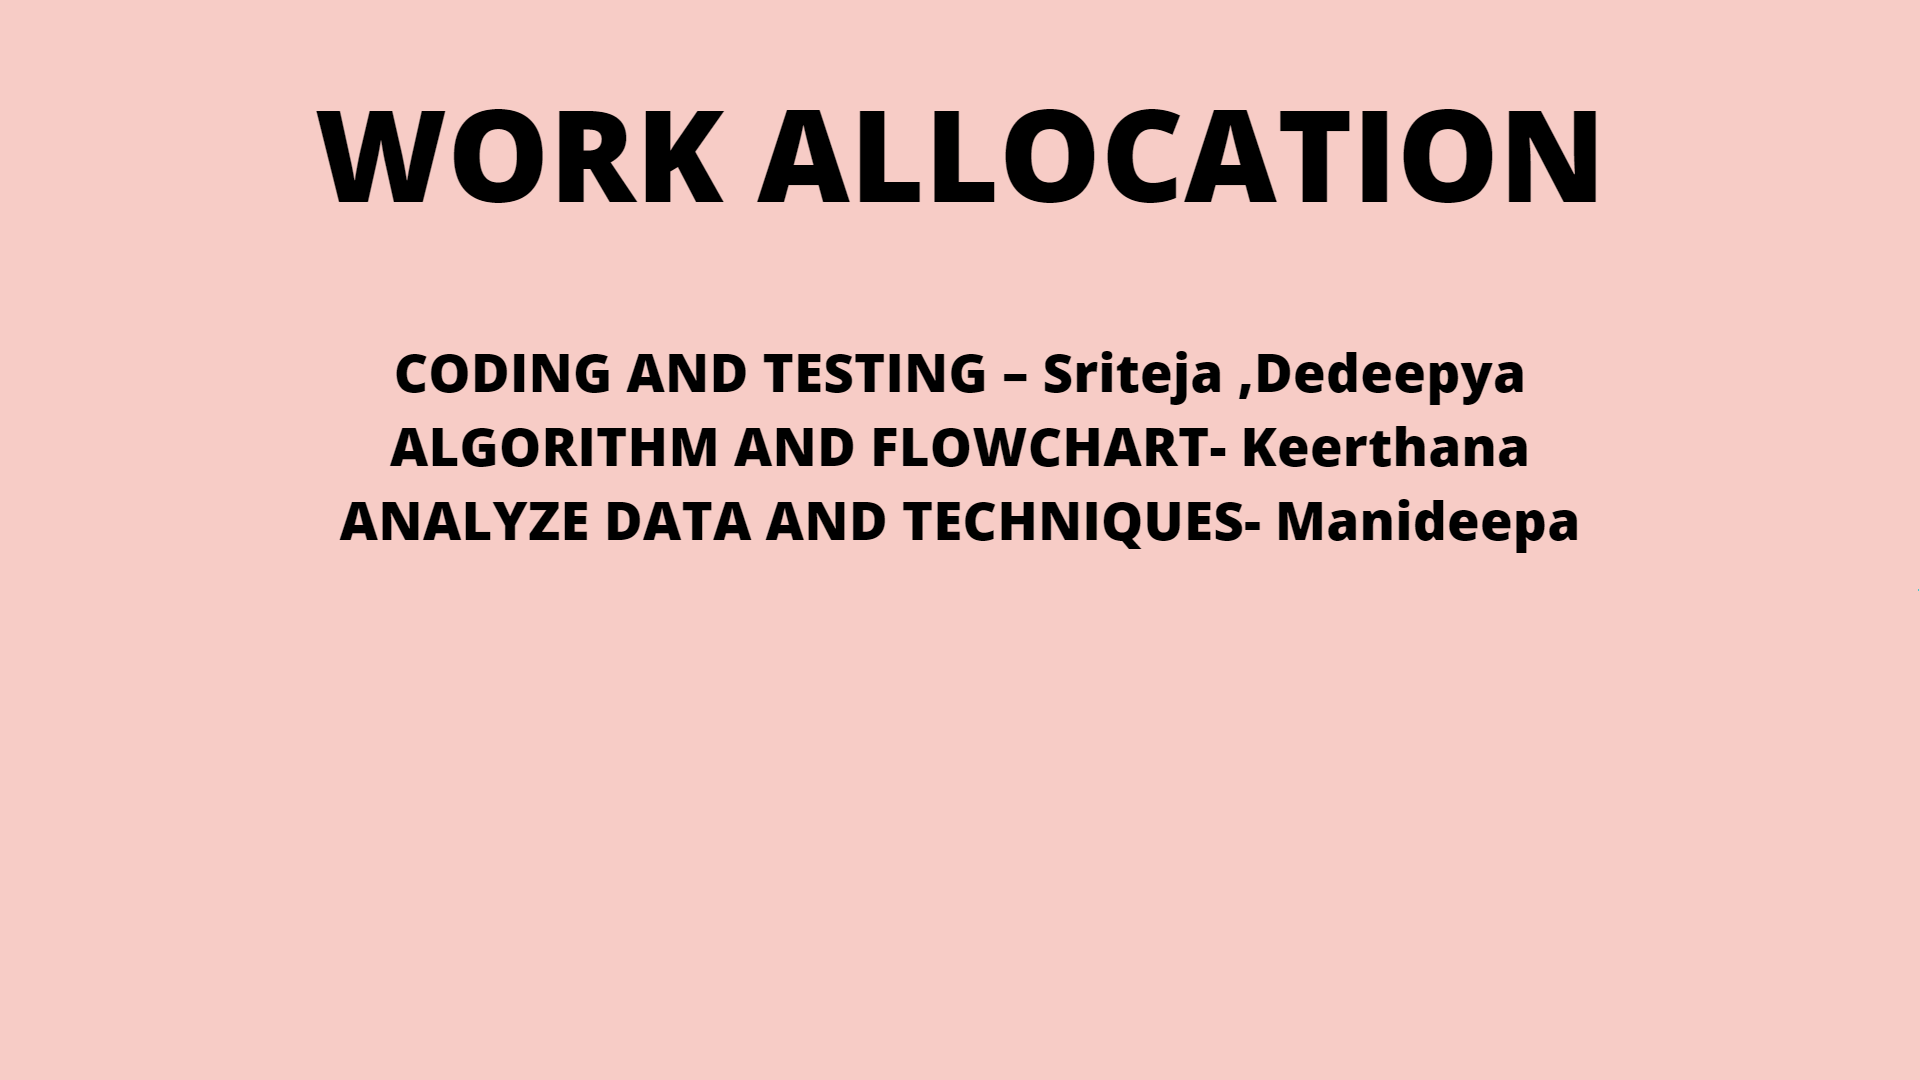 WORK ALLOCATION
CODING AND TESTING – Sriteja ,Dedeepya
ALGORITHM AND FLOWCHART- Keerthana
ANALYZE DATA AND TECHNIQUES- Manideepa